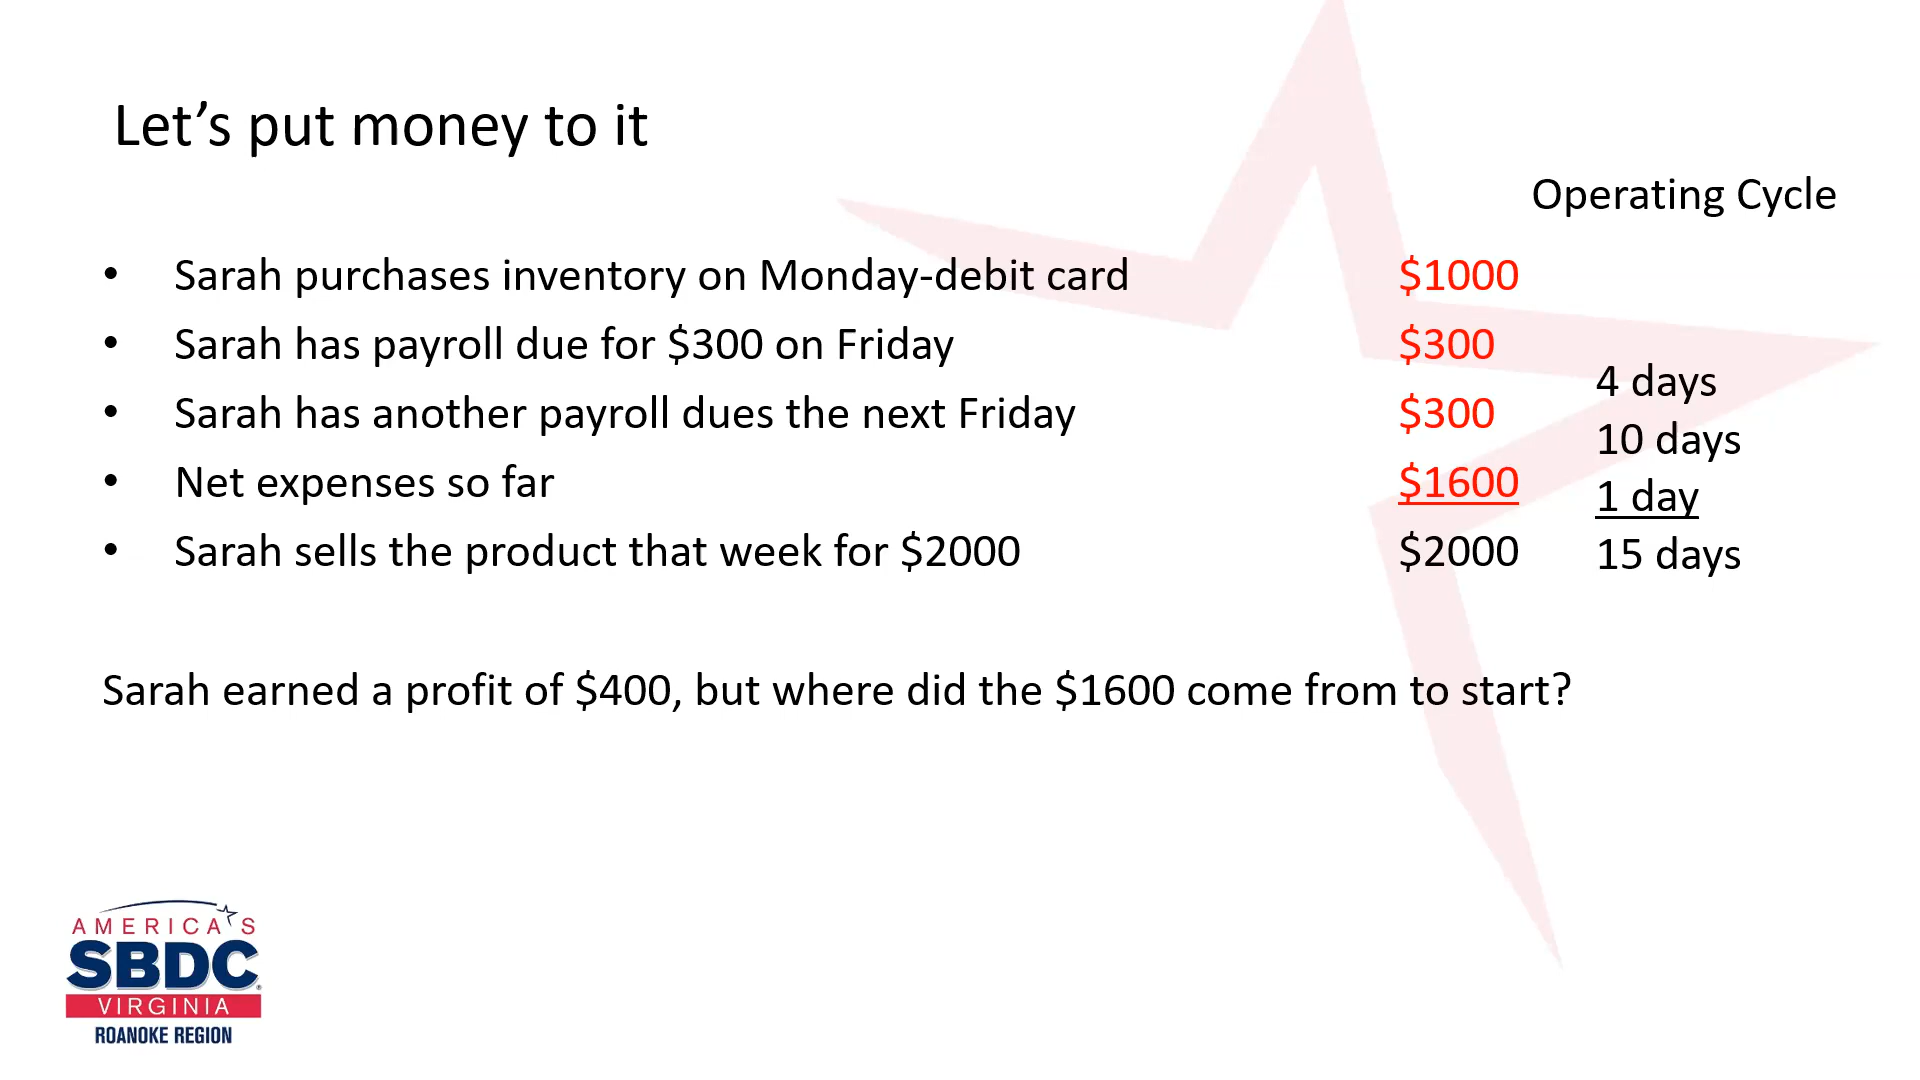 Let’s put money to it
Operating Cycle
• Sarah purchases inventory on Monday-debit card $1000
• Sarah has payroll due for $300 on Friday $300
4 days
• Sarah has another payroll dues the next Friday $300
10 days
• Net expenses so far $1600
1 day
• Sarah sells the product that week for $2000 $2000
15 days
Sarah earned a profit of $400, but where did the $1600 come from to start?
AMERICA'S
SBDC®
VIRGINIA
ROANOKE REGION